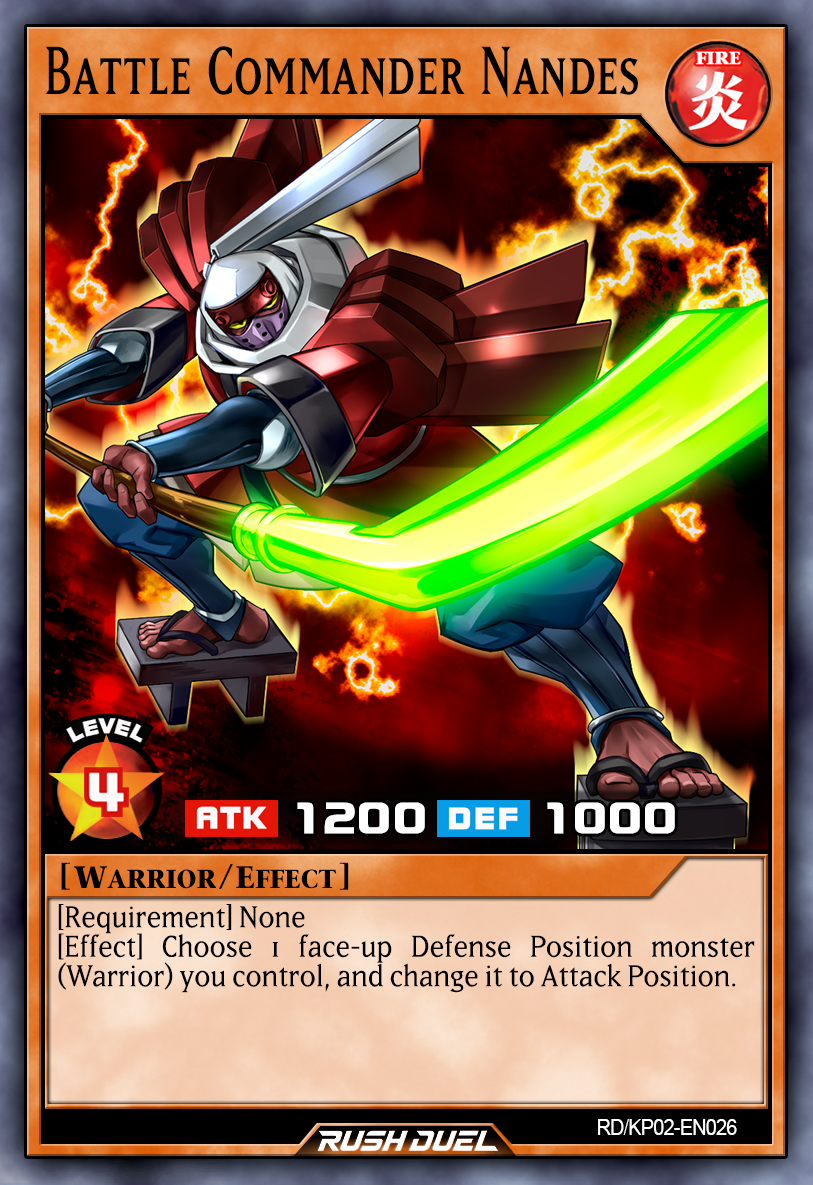 Battle Commander Nandes
FIRE
炎
LEVEL
4
ATK 1200 DEF 1000
[Warrior/Effect]
[Requirement] None
[Effect] Choose 1 face-up Defense Position monster
(Warrior) you control, and change it to Attack Position.
RD/KP02-EN026
RUSH DUEL